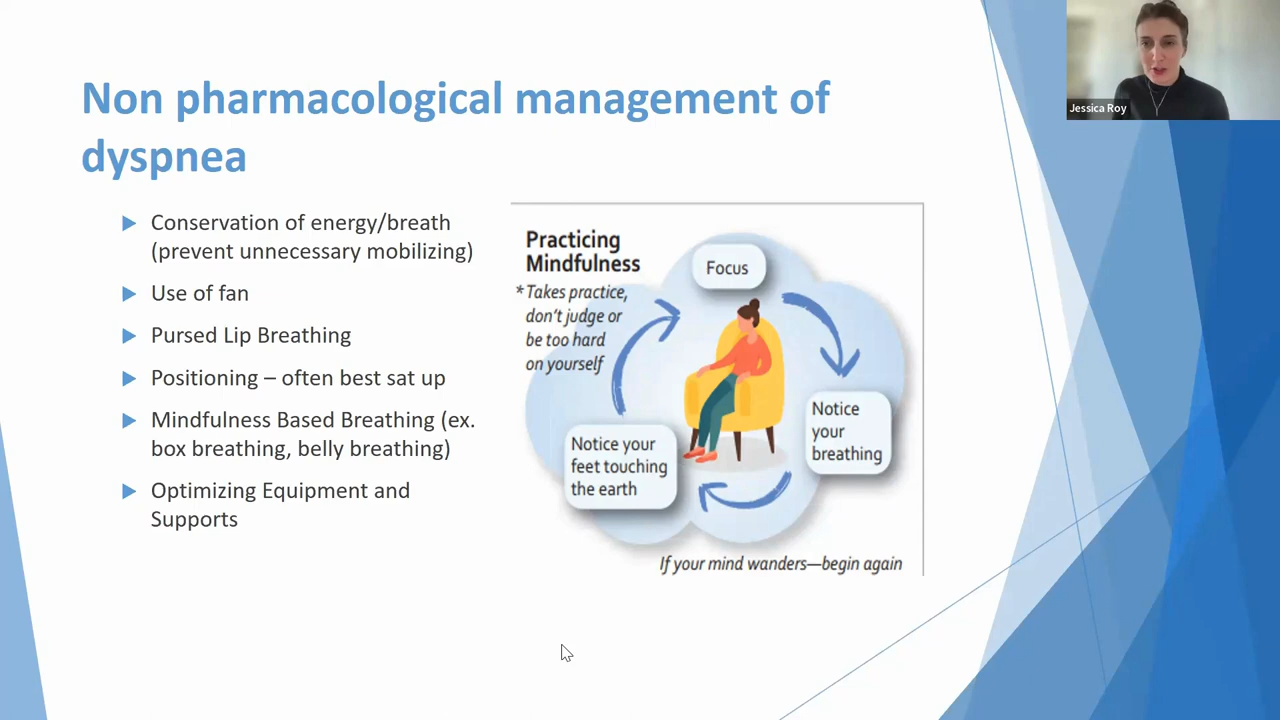 Non pharmacological management of
dyspnea
Conservation of energy/breath
(prevent unnecessary mobilizing)
Use of fan
Pursed Lip Breathing
Positioning – often best sat up
Mindfulness Based Breathing (ex.
box breathing, belly breathing)
Optimizing Equipment and
Supports
Practicing
Mindfulness
*Takes practice,
don't judge or
be too hard
on yourself
Focus
Notice
your
breathing
Notice your
feet touching
the earth
If your mind wanders—begin again
Jessica Roy